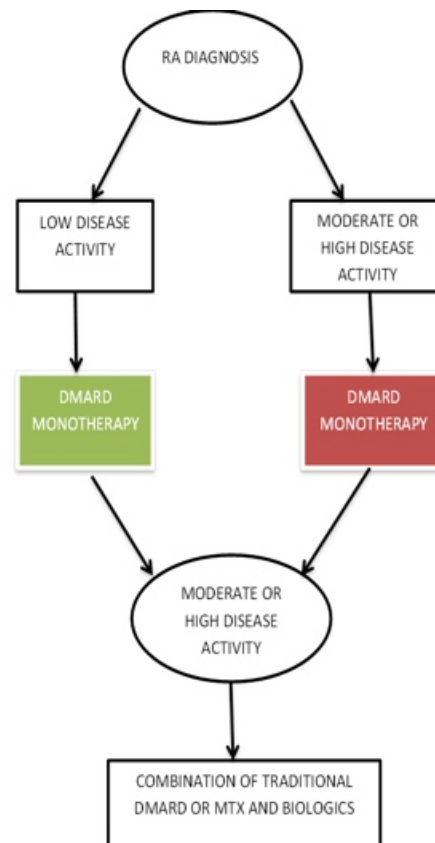 RA DIAGNOSIS
LOW DISEASE
ACTIVITY
MODERATE OR
HIGH DISEASE
ACTIVITY
DMARD
MONOTHERAPY
DMARD
MONOTHERAPY
MODERATE OR
HIGH DISEASE
ACTIVITY
COMBINATION OF TRADITIONAL
DMARD OR MTX AND BIOLOGICS